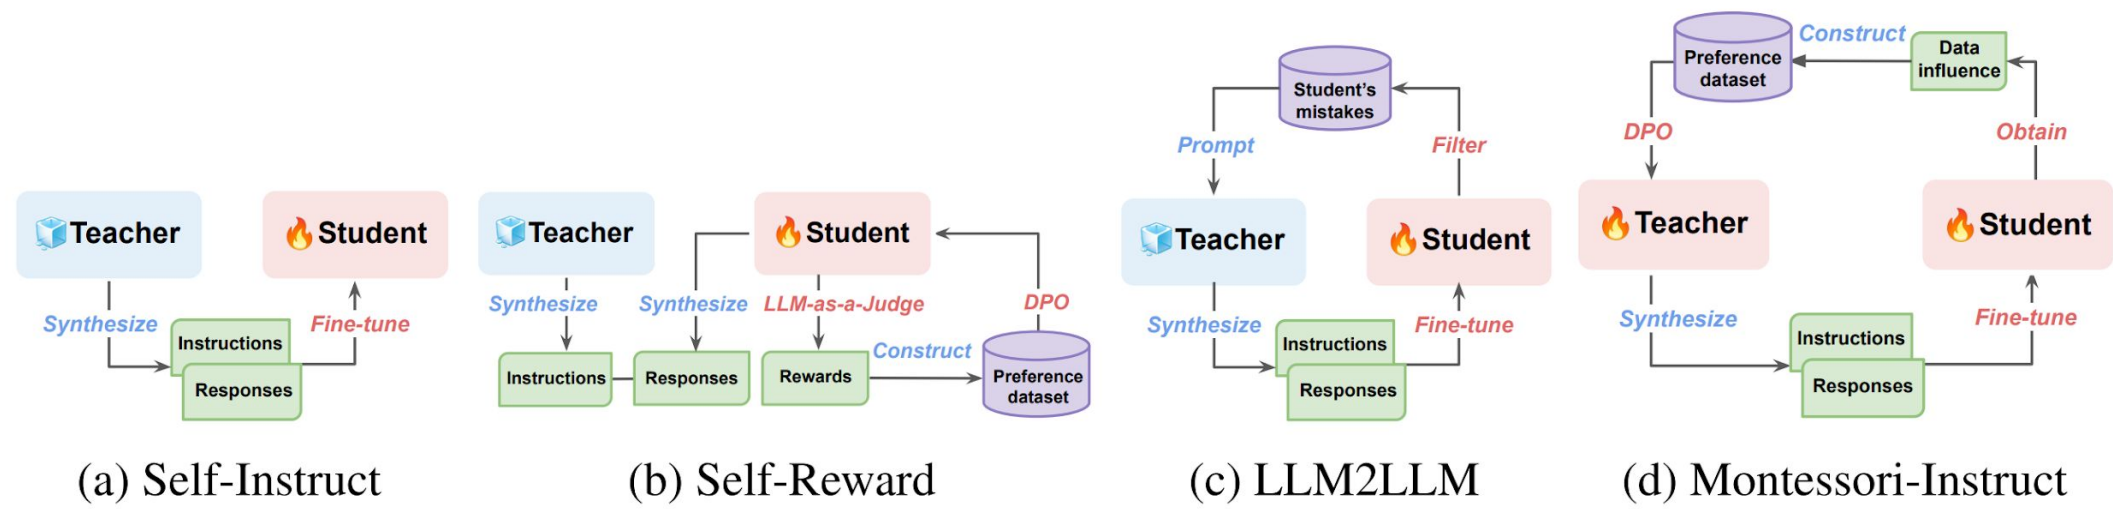 Teacher
Student
Synthesize
Fine-tune
Instructions
Responses
(a) Self-Instruct
Teacher
Student
Synthesize
Synthesize
LLM-as-a-Judge
DPO
Instructions
Responses
Rewards
Construct
Preference
dataset
(b) Self-Reward
Student's
mistakes
Prompt
Filter
Teacher
Student
Synthesize
Fine-tune
Instructions
Responses
(c) LLM2LLM
Preference
dataset
Construct
Data
influence
DPO
Obtain
Teacher
Student
Synthesize
Fine-tune
Instructions
Responses
(d) Montessori-Instruct